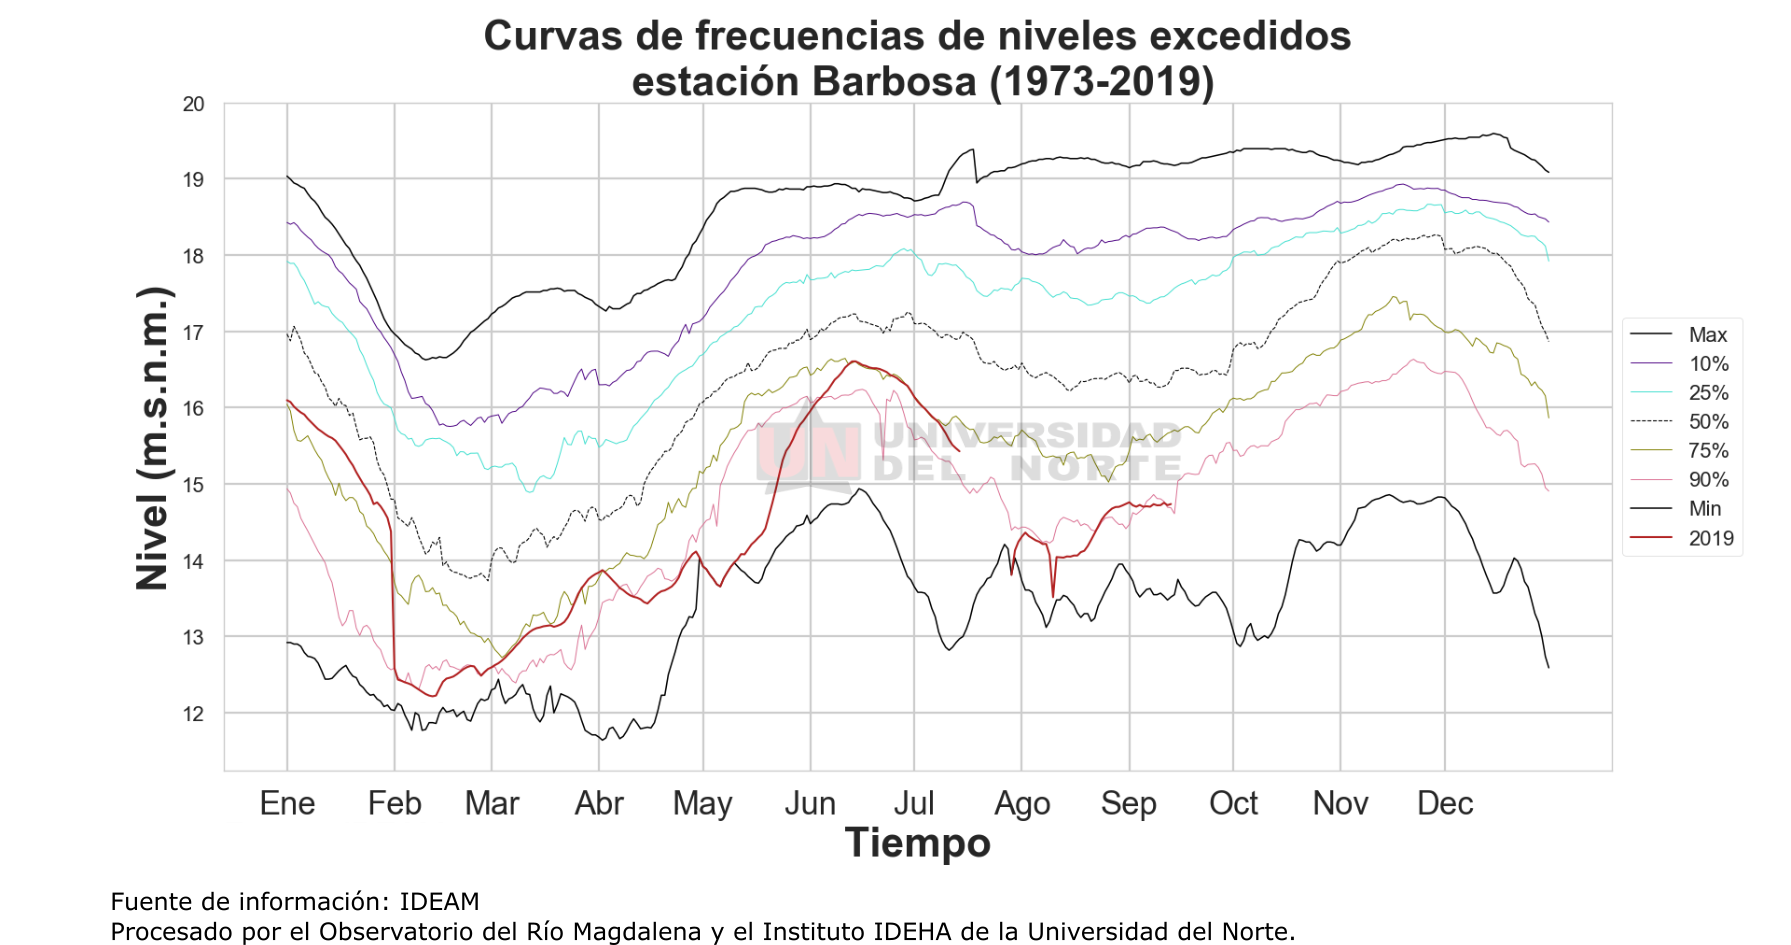 Curvas de frecuencias de niveles excedidos
estación Barbosa (1973-2019)
Nivel (m.s.n.m.)
20
19
18
17
16
15
14
13
12
UN UNIVERSIDAD
DEL NORTE
Max
10%
25%
50%
75%
90%
Min
2019
Ene Feb Mar Abr May Jun Jul Ago Sep Oct Nov Dec
Tiempo
Fuente de información: IDEAM
Procesado por el Observatorio del Río Magdalena y el Instituto IDEHA de la Universidad del Norte.